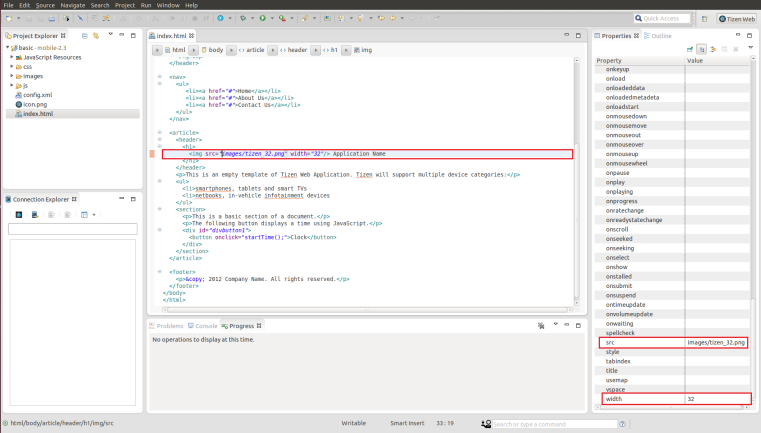 File Edit Source Navigate Search Project Run Window Help
Quick Access
Tizen Web
Project Explorer
basic - mobile-2.3
JavaScript Resources
css
images
js
config.xml
icon.png
index.html
Connection Explorer
index.html
html body article header h1 img
</header>
<nav>
<ul>
<li><a href="#">Home</a></li>
<li><a href="#">About Us</a></li>
<li><a href="#">Contact Us</a></li>
</ul>
</nav>
<article>
<header>
<h1>
<img src="images/tizen_32.png" width="32"/> Application Name
</h1>
</header>
<p>This is an empty template of Tizen Web Application. Tizen will support multiple device categories:</p>
<ul>
<li>smartphones, tablets and smart TVs
<li>netbooks, in-vehicle infotainment devices
</ul>
<section>
<p>This is a basic section of a document.</p>
<p>The following button displays a time using JavaScript.</p>
<div id="divbutton1">
<button onclick="startTime();">Clock</button>
</div>
</section>
</article>
<footer>
<p>&copy; 2012 Company Name. All rights reserved.</p>
</footer>
</body>
</html>
Problems Console Progress
No operations to display at this time.
Properties Outline
Property Value
onkeyup
onload
onloadeddata
onloadedmetadeta
onloadstart
onmousedown
onmousemove
onmouseout
onmouseover
onmouseup
onmousewheel
onpause
onplay
onplaying
onprogress
onratechange
onreadystatechange
onscroll
onseeked
onseeking
onselect
onshow
onstalled
onsubmit
onsuspend
ontimeupdate
onvolumeupdate
onwaiting
spellcheck
src images/tizen_32.png
style
tabindex
title
usemap
vspace
width 32
html/body/article/header/h1/img/src
Writable
Smart Insert
33 : 19
Search or type a command